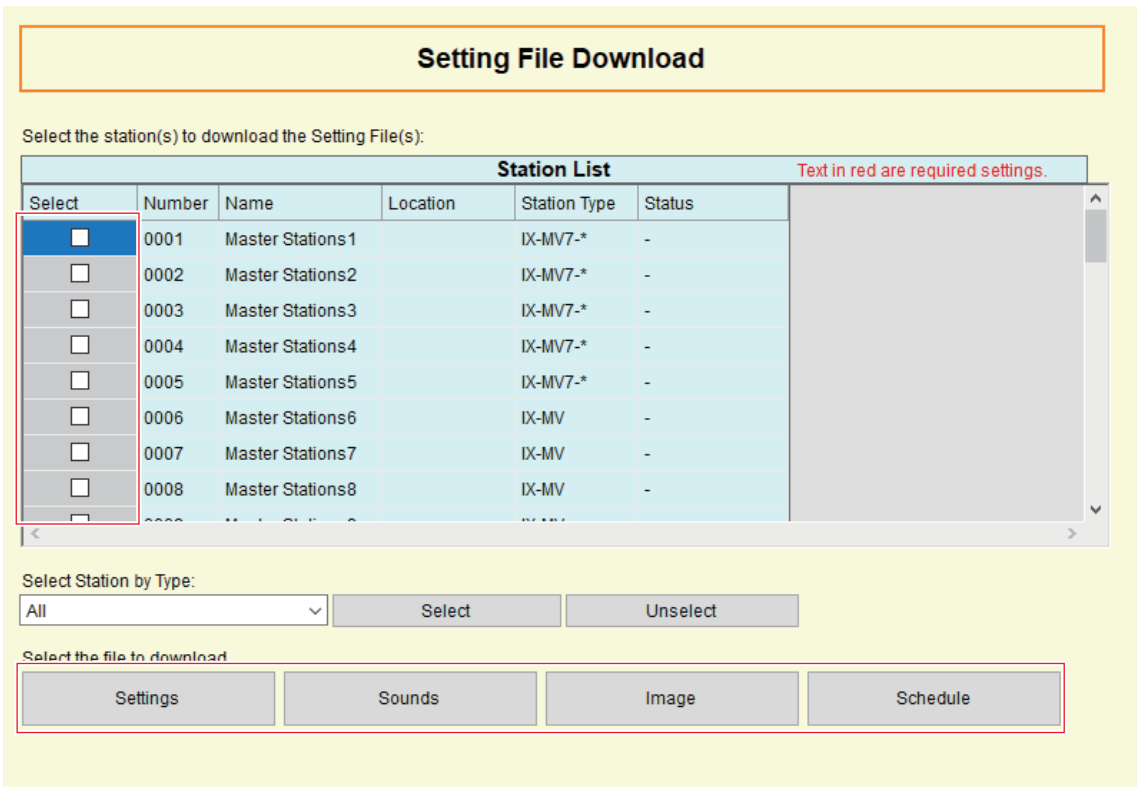 Setting File Download
Select the station(s) to download the Setting File(s):
Station List Text in red are required settings.
Select Number Name Location Station Type Status
0001 Master Stations1 IX-MV7-* -
0002 Master Stations2 IX-MV7-* -
0003 Master Stations3 IX-MV7-* -
0004 Master Stations4 IX-MV7-* -
0005 Master Stations5 IX-MV7-* -
0006 Master Stations6 IX-MV -
0007 Master Stations7 IX-MV -
0008 Master Stations8 IX-MV -
Select Station by Type:
All Select Unselect
Select the file to download
Settings Sounds Image Schedule